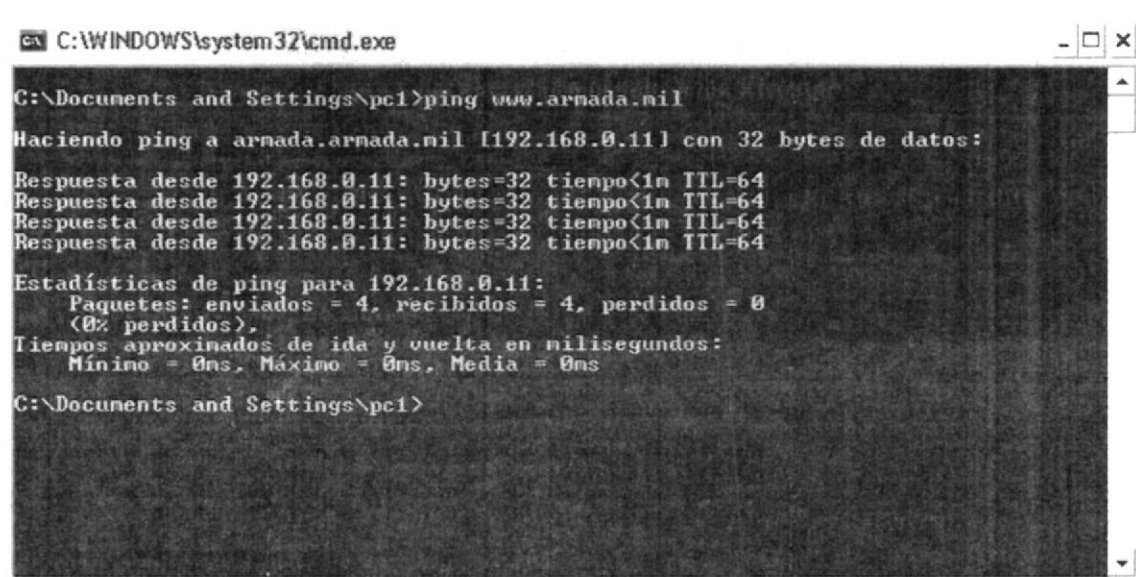 C:\WINDOWS\system32\cmd.exe
C:\Documents and Settings\pc1>ping www.armada.mil
Haciendo ping a armada.armada.mil [192.168.0.11] con 32 bytes de datos:
Respuesta desde 192.168.0.11: bytes=32 tiempo<1m TTL=64
Respuesta desde 192.168.0.11: bytes=32 tiempo<1m TTL=64
Respuesta desde 192.168.0.11: bytes=32 tiempo<1m TTL=64
Respuesta desde 192.168.0.11: bytes=32 tiempo<1m TTL=64
Estadísticas de ping para 192.168.0.11:
Paquetes: enviados = 4, recibidos = 4, perdidos = 0
(0% perdidos),
Tiempos aproximados de ida y vuelta en milisegundos:
Mínimo = 0ms, Máximo = 0ms, Media = 0ms
C:\Documents and Settings\pc1>